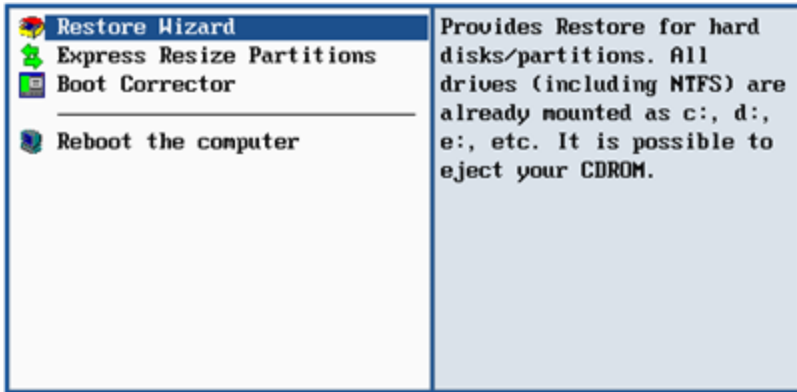 Restore Wizard
Express Resize Partitions
Boot Corrector
Reboot the computer
Provides Restore for hard
disks/partitions. All
drives (including NTFS) are
already mounted as c:, d:,
e:, etc. It is possible to
eject your CDROM.